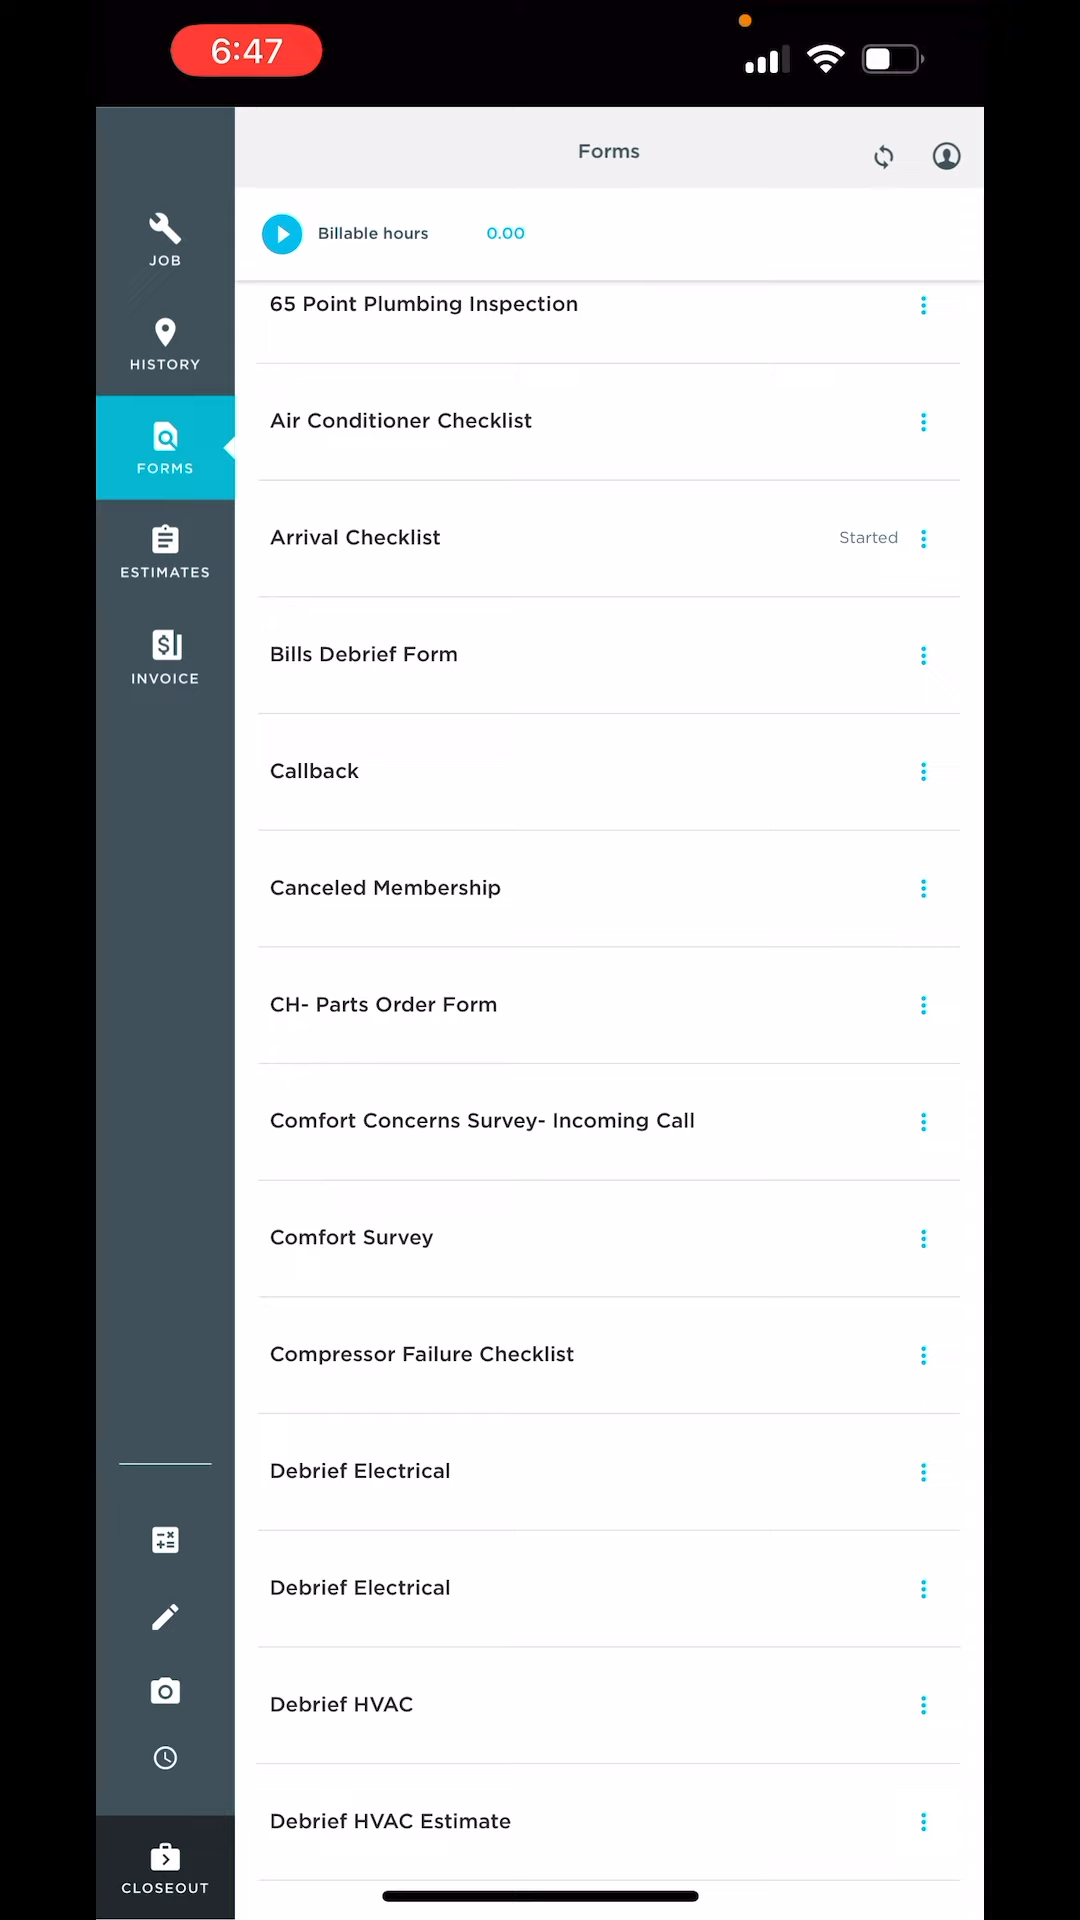 6:47
Forms
Billable hours 0.00
JOB
HISTORY
FORMS
ESTIMATES
INVOICE
65 Point Plumbing Inspection
Air Conditioner Checklist
Arrival Checklist Started
Bills Debrief Form
Callback
Canceled Membership
CH- Parts Order Form
Comfort Concerns Survey- Incoming Call
Comfort Survey
Compressor Failure Checklist
Debrief Electrical
Debrief Electrical
Debrief HVAC
Debrief HVAC Estimate
CLOSEOUT